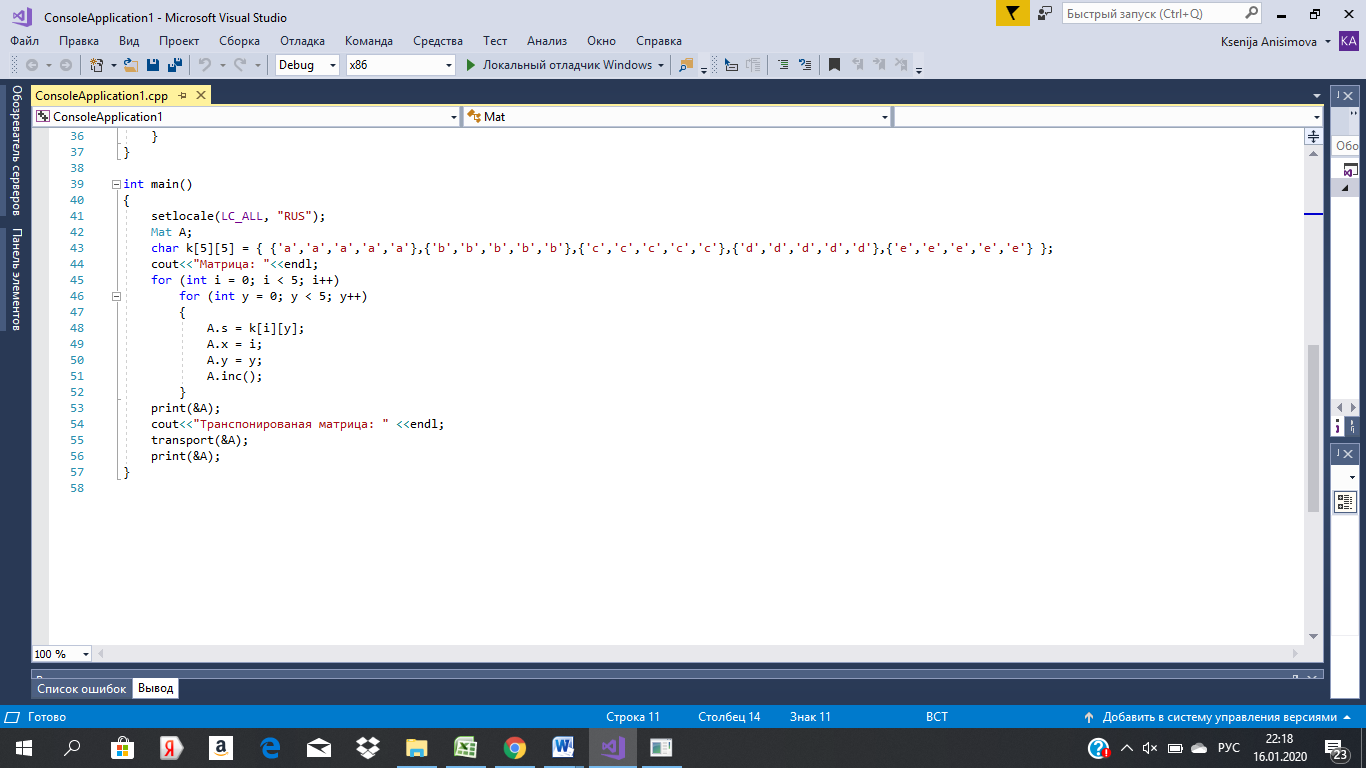 ConsoleApplication1 - Microsoft Visual Studio
Быстрый запуск (Ctrl+Q)
Файл Правка Вид Проект Сборка Отладка Команда Средства Тест Анализ Окно Справка
Ksenija Anisimova KA
Debug x86 Локальный отладчик Windows
Обозреватель серверов
Панель элементов
ConsoleApplication1.cpp
ConsoleApplication1 Mat
Обо
36 }
37 }
38
39 int main()
40 {
41 setlocale(LC_ALL, "RUS");
42 Mat A;
43 char k[5][5] = { {'a','a','a','a','a'},{'b','b','b','b','b'},{'c','c','c','c','c'},{'d','d','d','d','d'},{'e','e','e','e','e'} };
44 cout<<"Матрица: "<<endl;
45 for (int i = 0; i < 5; i++)
46 for (int y = 0; y < 5; y++)
47 {
48 A.s = k[i][y];
49 A.x = i;
50 A.y = y;
51 A.inc();
52 }
53 print(&A);
54 cout<<"Транспонированая матрица: " <<endl;
55 transport(&A);
56 print(&A);
57 }
58
100 %
Список ошибок Вывод
Готово Строка 11 Столбец 14 Знак 11 ВСТ Добавить в систему управления версиями
РУС
22:18
16.01.2020
23